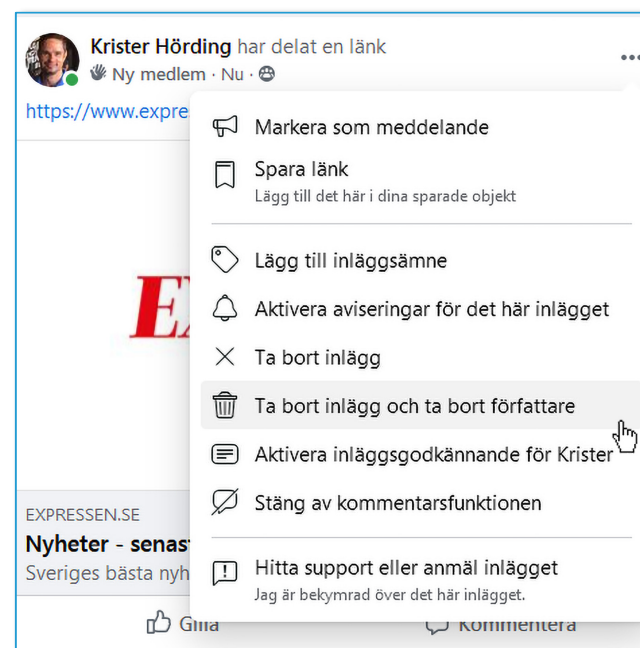 Krister Hörding har delat en länk
Ny medlem · Nu ·
https://www.expre
Markera som meddelande
Spara länk
Lägg till det här i dina sparade objekt
Lägg till inläggsämne
Aktivera aviseringar för det här inlägget
Ta bort inlägg
Ta bort inlägg och ta bort författare
Aktivera inläggsgodkännande för Krister
Stäng av kommentarsfunktionen
EXPRESSEN.SE
Nyheter - senast
Sveriges bästa nyh
Hitta support eller anmäl inlägget
Jag är bekymrad över det här inlägget.
Gilla
Kommentera